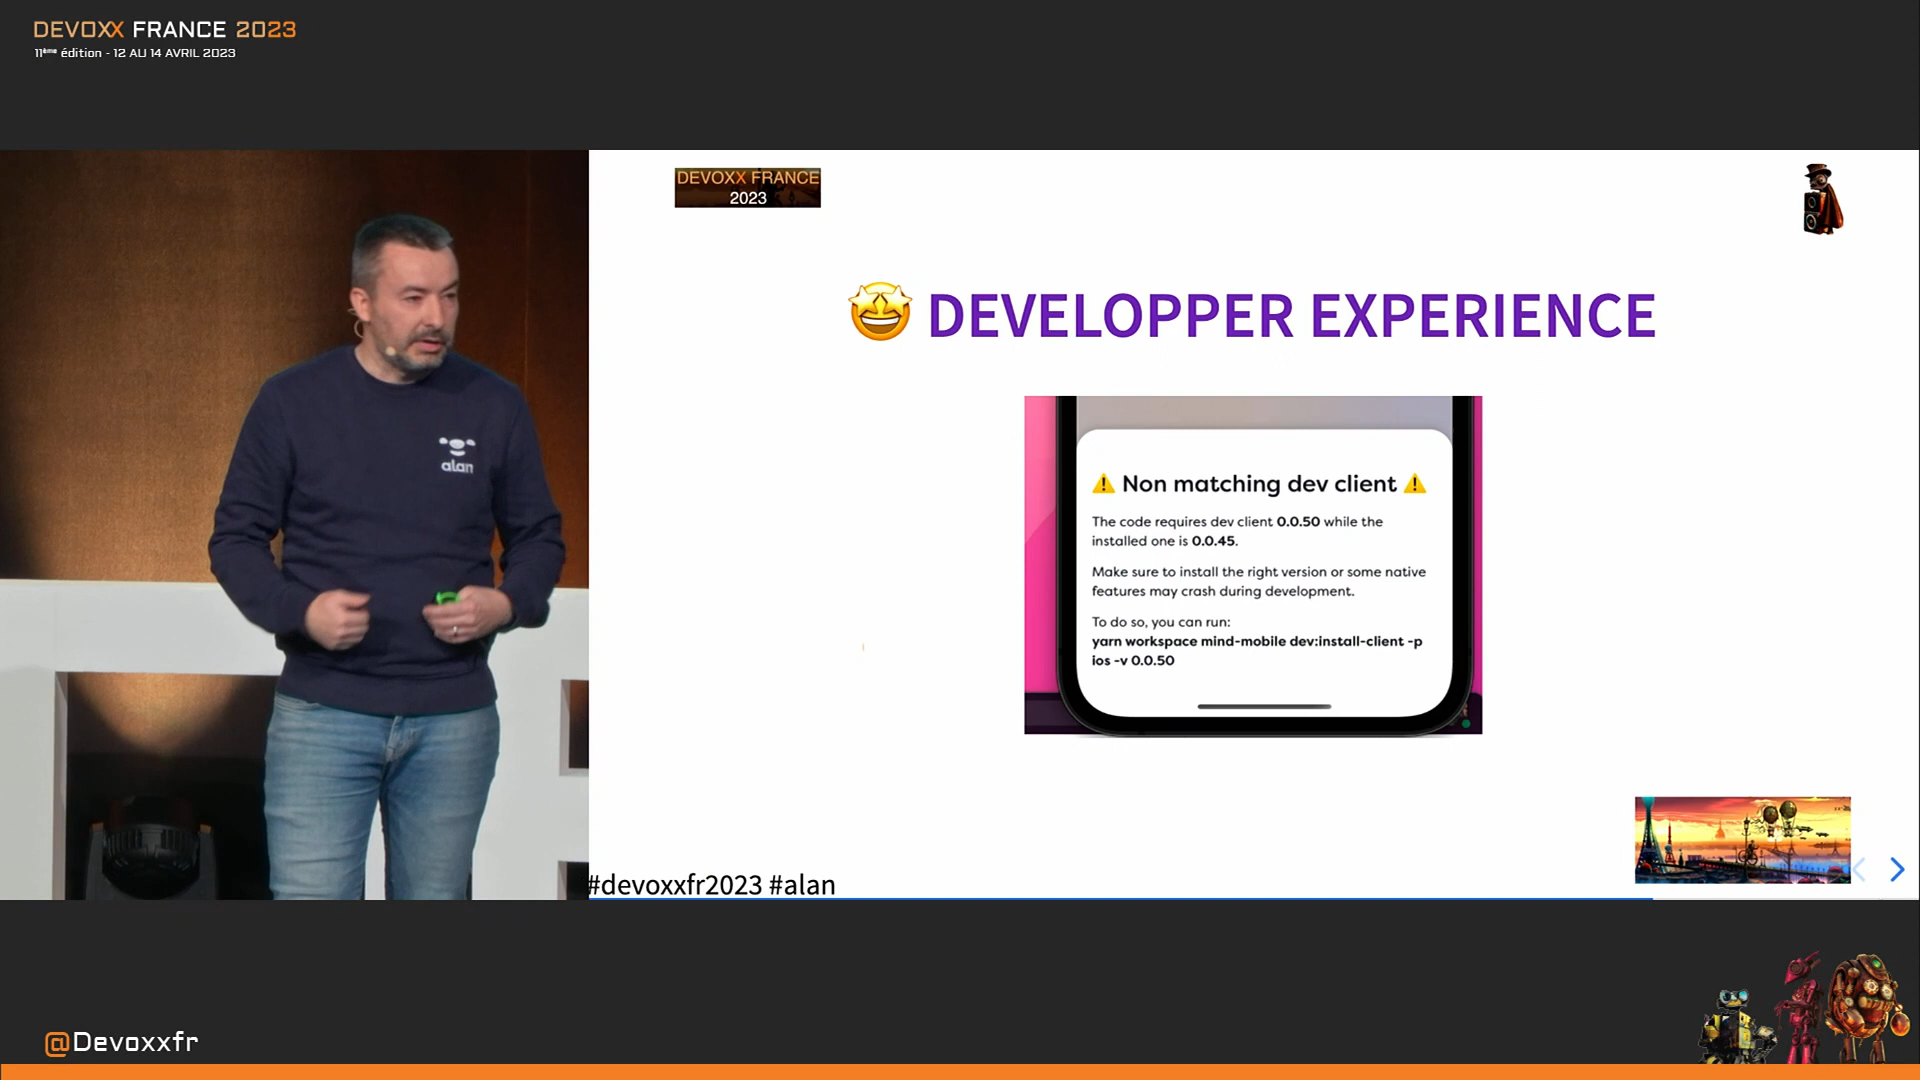 DEVOXX FRANCE 2023
11ème édition - 12 AU 14 AVRIL 2023
DEVOXX FRANCE
2023
🤩 DEVELOPPER EXPERIENCE
alan
⚠️ Non matching dev client ⚠️
The code requires dev client 0.0.50 while the
installed one is 0.0.45.
Make sure to install the right version or some native
features may crash during development.
To do so, you can run:
yarn workspace mind-mobile dev:install-client -p
ios -v 0.0.50
#devoxxfr2023 #alan
@Devoxxfr